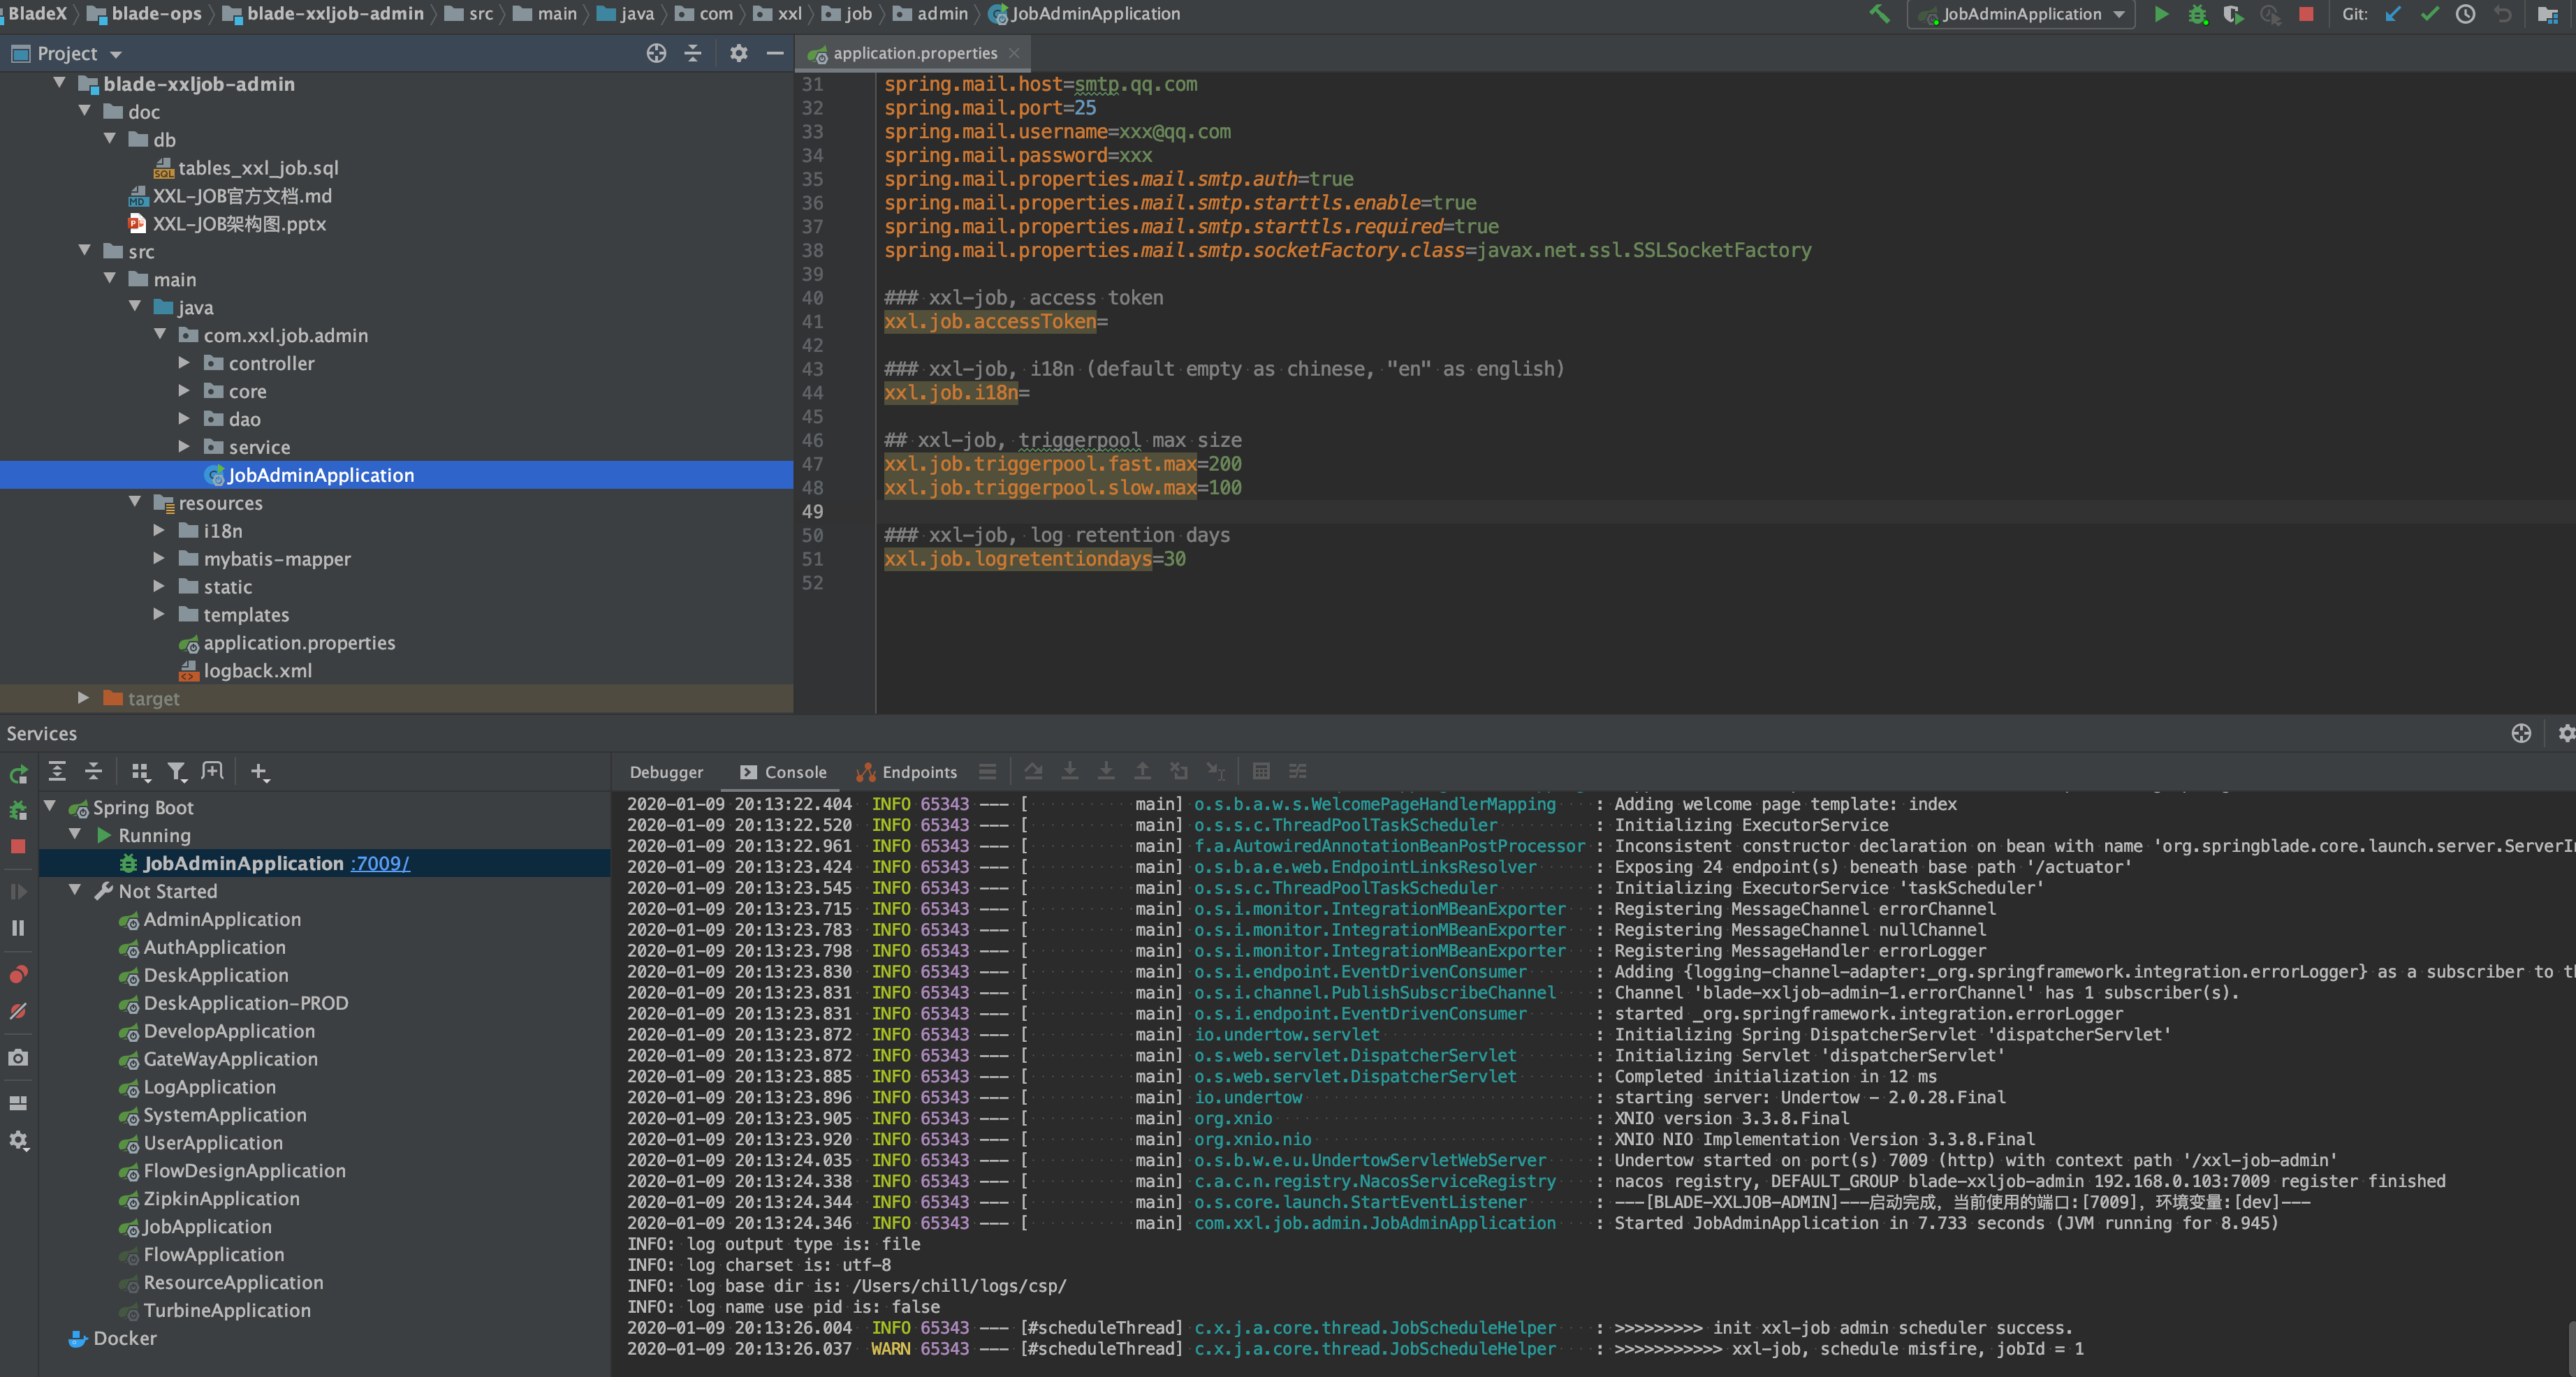 BladeX blade-ops blade-xxljob-admin src main java com xxl job admin JobAdminApplication
JobAdminApplication Git:
Project
application.properties
blade-xxljob-admin
doc
db
tables_xxl_job.sql
XXL-JOB官方文档.md
XXL-JOB架构图.pptx
src
main
java
com.xxl.job.admin
controller
core
dao
service
JobAdminApplication
resources
i18n
mybatis-mapper
static
templates
application.properties
logback.xml
target
31 spring.mail.host=smtp.qq.com
32 spring.mail.port=25
33 spring.mail.username=xxx@qq.com
34 spring.mail.password=xxx
35 spring.mail.properties.mail.smtp.auth=true
36 spring.mail.properties.mail.smtp.starttls.enable=true
37 spring.mail.properties.mail.smtp.starttls.required=true
38 spring.mail.properties.mail.smtp.socketFactory.class=javax.net.ssl.SSLSocketFactory
39
40 ### xxl-job, access token
41 xxl.job.accessToken=
42
43 ### xxl-job, i18n (default empty as chinese, "en" as english)
44 xxl.job.i18n=
45
46 ## xxl-job, triggerpool max size
47 xxl.job.triggerpool.fast.max=200
48 xxl.job.triggerpool.slow.max=100
49
50 ### xxl-job, log retention days
51 xxl.job.logretentiondays=30
52
Services
Debugger Console Endpoints
Spring Boot
Running
JobAdminApplication :7009/
Not Started
AdminApplication
AuthApplication
DeskApplication
DeskApplication-PROD
DevelopApplication
GateWayApplication
LogApplication
SystemApplication
UserApplication
FlowDesignApplication
ZipkinApplication
JobApplication
FlowApplication
ResourceApplication
TurbineApplication
Docker
2020-01-09 20:13:22.404 INFO 65343 --- [ main] o.s.b.a.w.s.WelcomePageHandlerMapping : Adding welcome page template: index
2020-01-09 20:13:22.520 INFO 65343 --- [ main] o.s.s.c.ThreadPoolTaskScheduler : Initializing ExecutorService
2020-01-09 20:13:22.961 INFO 65343 --- [ main] f.a.AutowiredAnnotationBeanPostProcessor : Inconsistent constructor declaration on bean with name 'org.springblade.core.launch.server.ServerIn
2020-01-09 20:13:23.424 INFO 65343 --- [ main] o.s.b.a.e.web.EndpointLinksResolver : Exposing 24 endpoint(s) beneath base path '/actuator'
2020-01-09 20:13:23.545 INFO 65343 --- [ main] o.s.s.c.ThreadPoolTaskScheduler : Initializing ExecutorService 'taskScheduler'
2020-01-09 20:13:23.715 INFO 65343 --- [ main] o.s.i.monitor.IntegrationMBeanExporter : Registering MessageChannel errorChannel
2020-01-09 20:13:23.783 INFO 65343 --- [ main] o.s.i.monitor.IntegrationMBeanExporter : Registering MessageChannel nullChannel
2020-01-09 20:13:23.798 INFO 65343 --- [ main] o.s.i.monitor.IntegrationMBeanExporter : Registering MessageHandler errorLogger
2020-01-09 20:13:23.830 INFO 65343 --- [ main] o.s.i.endpoint.EventDrivenConsumer : Adding {logging-channel-adapter:_org.springframework.integration.errorLogger} as a subscriber to th
2020-01-09 20:13:23.831 INFO 65343 --- [ main] o.s.i.channel.PublishSubscribeChannel : Channel 'blade-xxljob-admin-1.errorChannel' has 1 subscriber(s).
2020-01-09 20:13:23.831 INFO 65343 --- [ main] o.s.i.endpoint.EventDrivenConsumer : started _org.springframework.integration.errorLogger
2020-01-09 20:13:23.872 INFO 65343 --- [ main] io.undertow.servlet : Initializing Spring DispatcherServlet 'dispatcherServlet'
2020-01-09 20:13:23.872 INFO 65343 --- [ main] o.s.web.servlet.DispatcherServlet : Initializing Servlet 'dispatcherServlet'
2020-01-09 20:13:23.885 INFO 65343 --- [ main] o.s.web.servlet.DispatcherServlet : Completed initialization in 12 ms
2020-01-09 20:13:23.896 INFO 65343 --- [ main] io.undertow : starting server: Undertow - 2.0.28.Final
2020-01-09 20:13:23.905 INFO 65343 --- [ main] org.xnio : XNIO version 3.3.8.Final
2020-01-09 20:13:23.920 INFO 65343 --- [ main] org.xnio.nio : XNIO NIO Implementation Version 3.3.8.Final
2020-01-09 20:13:24.035 INFO 65343 --- [ main] o.s.b.w.e.u.UndertowServletWebServer : Undertow started on port(s) 7009 (http) with context path '/xxl-job-admin'
2020-01-09 20:13:24.338 INFO 65343 --- [ main] c.a.c.n.registry.NacosServiceRegistry : nacos registry, DEFAULT_GROUP blade-xxljob-admin 192.168.0.103:7009 register finished
2020-01-09 20:13:24.344 INFO 65343 --- [ main] o.s.core.launch.StartEventListener : ---[BLADE-XXLJOB-ADMIN]---启动完成，当前使用的端口:[7009]，环境变量:[dev]---
2020-01-09 20:13:24.346 INFO 65343 --- [ main] com.xxl.job.admin.JobAdminApplication : Started JobAdminApplication in 7.733 seconds (JVM running for 8.945)
INFO: log output type is: file
INFO: log charset is: utf-8
INFO: log base dir is: /Users/chill/logs/csp/
INFO: log name use pid is: false
2020-01-09 20:13:26.004 INFO 65343 --- [#scheduleThread] c.x.j.a.core.thread.JobScheduleHelper : >>>>>>>>> init xxl-job admin scheduler success.
2020-01-09 20:13:26.037 WARN 65343 --- [#scheduleThread] c.x.j.a.core.thread.JobScheduleHelper : >>>>>>>>>>> xxl-job, schedule misfire, jobId = 1